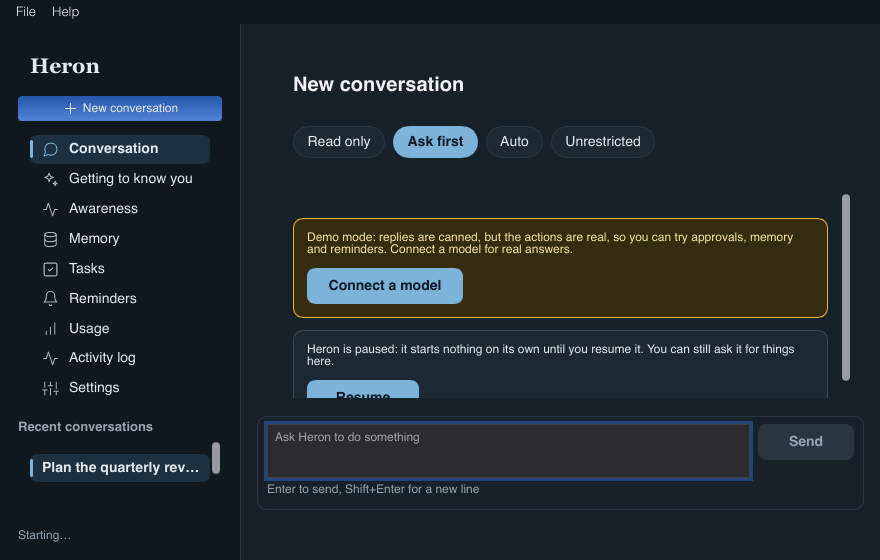 File Help
Heron
New conversation
Conversation
Getting to know you
Awareness
Memory
Tasks
Reminders
Usage
Activity log
Settings
Recent conversations
Plan the quarterly rev…
Starting…
New conversation
Read only Ask first Auto Unrestricted
Demo mode: replies are canned, but the actions are real, so you can try approvals, memory
and reminders. Connect a model for real answers.
Connect a model
Heron is paused: it starts nothing on its own until you resume it. You can still ask it for things
here.
Resume
Ask Heron to do something
Send
Enter to send, Shift+Enter for a new line